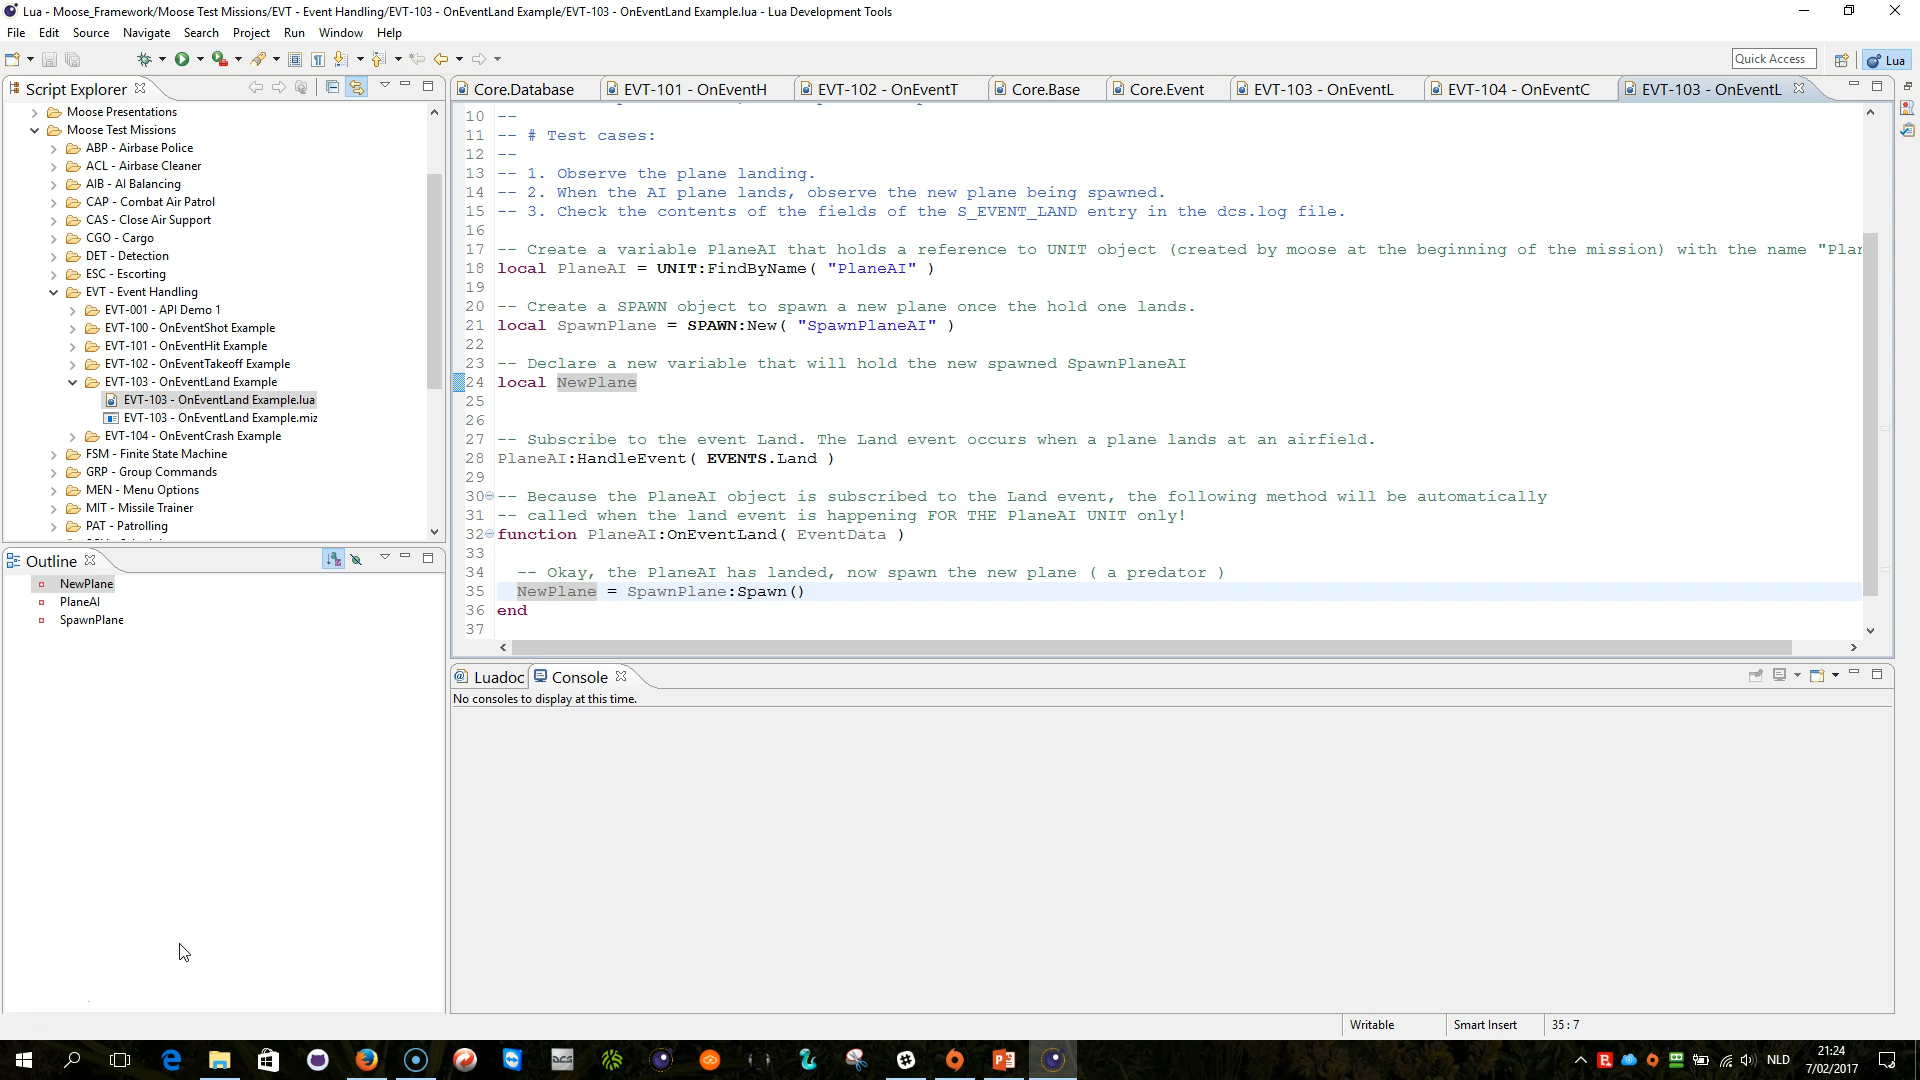 Lua - Moose_Framework/Moose Test Missions/EVT - Event Handling/EVT-103 - OnEventLand Example/EVT-103 - OnEventLand Example.lua - Lua Development Tools
File Edit Source Navigate Search Project Run Window Help
Quick Access
Lua
Script Explorer
Moose Presentations
Moose Test Missions
ABP - Airbase Police
ACL - Airbase Cleaner
AIB - AI Balancing
CAP - Combat Air Patrol
CAS - Close Air Support
CGO - Cargo
DET - Detection
ESC - Escorting
EVT - Event Handling
EVT-001 - API Demo 1
EVT-100 - OnEventShot Example
EVT-101 - OnEventHit Example
EVT-102 - OnEventTakeoff Example
EVT-103 - OnEventLand Example
EVT-103 - OnEventLand Example.lua
EVT-103 - OnEventLand Example.miz
EVT-104 - OnEventCrash Example
FSM - Finite State Machine
GRP - Group Commands
MEN - Menu Options
MIT - Missile Trainer
PAT - Patrolling
Outline
NewPlane
PlaneAI
SpawnPlane
Core.Database EVT-101 - OnEventH EVT-102 - OnEventT Core.Base Core.Event EVT-103 - OnEventL EVT-104 - OnEventC EVT-103 - OnEventL
10 --
11 -- # Test cases:
12 --
13 -- 1. Observe the plane landing.
14 -- 2. When the AI plane lands, observe the new plane being spawned.
15 -- 3. Check the contents of the fields of the S_EVENT_LAND entry in the dcs.log file.
16
17 -- Create a variable PlaneAI that holds a reference to UNIT object (created by moose at the beginning of the mission) with the name "Plan
18 local PlaneAI = UNIT:FindByName( "PlaneAI" )
19
20 -- Create a SPAWN object to spawn a new plane once the hold one lands.
21 local SpawnPlane = SPAWN:New( "SpawnPlaneAI" )
22
23 -- Declare a new variable that will hold the new spawned SpawnPlaneAI
24 local NewPlane
25
26
27 -- Subscribe to the event Land. The Land event occurs when a plane lands at an airfield.
28 PlaneAI:HandleEvent( EVENTS.Land )
29
30 -- Because the PlaneAI object is subscribed to the Land event, the following method will be automatically
31 -- called when the land event is happening FOR THE PlaneAI UNIT only!
32 function PlaneAI:OnEventLand( EventData )
33
34 -- Okay, the PlaneAI has landed, now spawn the new plane ( a predator )
35 NewPlane = SpawnPlane:Spawn()
36 end
37
Luadoc Console
No consoles to display at this time.
Writable Smart Insert 35 : 7
NLD
21:24
7/02/2017